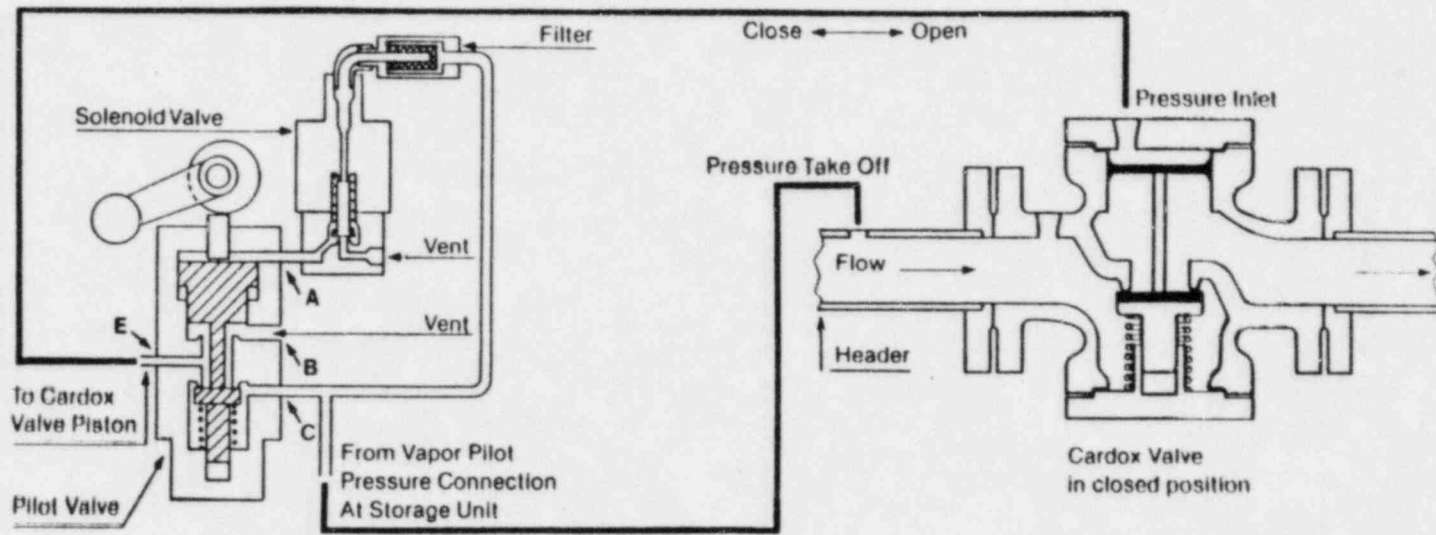 Filter
Close
Open
Solenoid Valve
Pressure Inlet
Pressure Take Off
Vent
Flow
A
E
Vent
B
Header
To Cardox
Valve Piston
C
From Vapor Pilot
Pressure Connection
At Storage Unit
Cardox Valve
in closed position
Pilot Valve